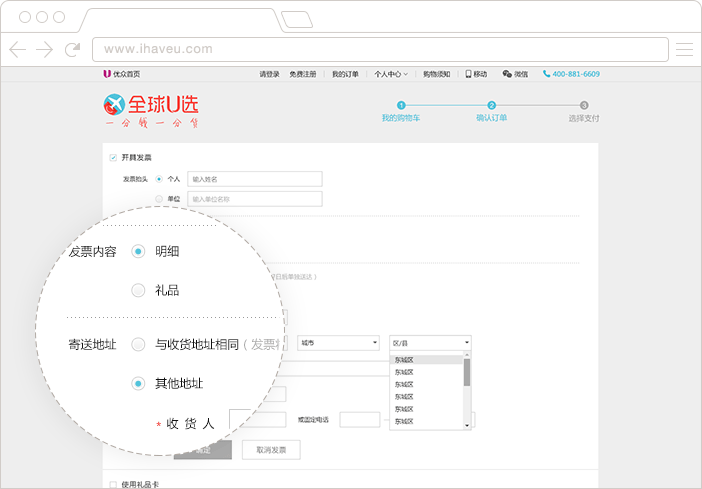 www.ihaveu.com
优众首页 请登录 免费注册 我的订单 个人中心 购物须知 移动 微信 400-881-6609
全球U选
一分钱一分货
1 2 3
我的购物车 确认订单 选择支付
开具发票
发票抬头 个人 输入姓名
单位 输入单位名称
发票内容 明细
礼品
寄送地址 与收货地址相同（发票
城市 区/县
东城区
东城区
东城区
东城区
东城区
东城区
其他地址
* 收 货 人
或固定电话
取消发票
使用礼品卡